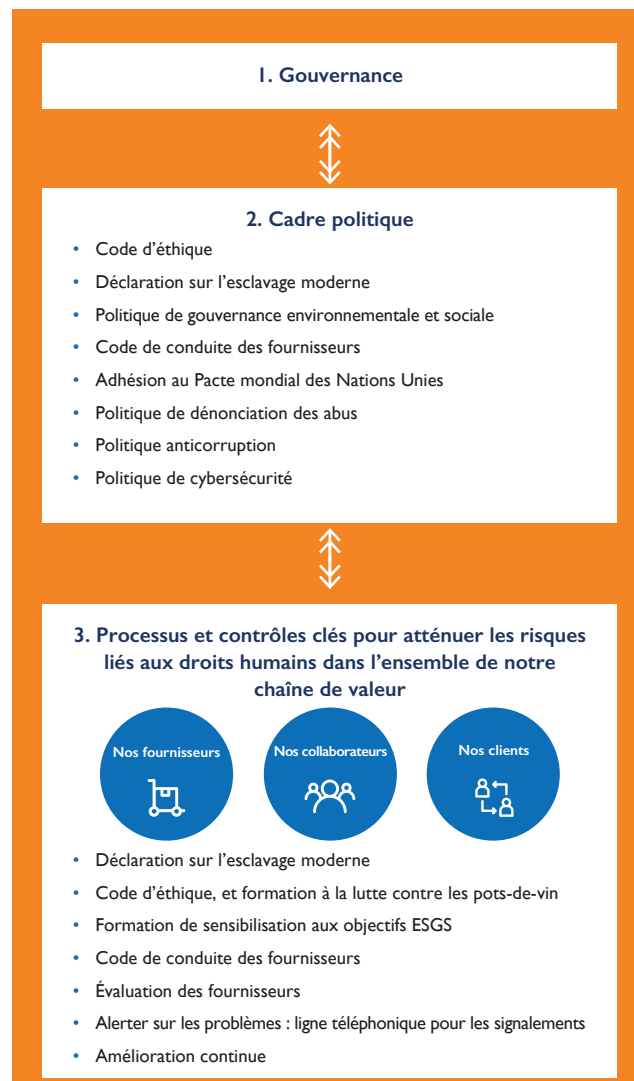 1. Gouvernance
2. Cadre politique
• Code d’éthique
• Déclaration sur l’esclavage moderne
• Politique de gouvernance environnementale et sociale
• Code de conduite des fournisseurs
• Adhésion au Pacte mondial des Nations Unies
• Politique de dénonciation des abus
• Politique anticorruption
• Politique de cybersécurité
3. Processus et contrôles clés pour atténuer les risques
liés aux droits humains dans l’ensemble de notre
chaîne de valeur
Nos fournisseurs
Nos collaborateurs
Nos clients
• Déclaration sur l’esclavage moderne
• Code d’éthique, et formation à la lutte contre les pots-de-vin
• Formation de sensibilisation aux objectifs ESGS
• Code de conduite des fournisseurs
• Évaluation des fournisseurs
• Alerter sur les problèmes : ligne téléphonique pour les signalements
• Amélioration continue